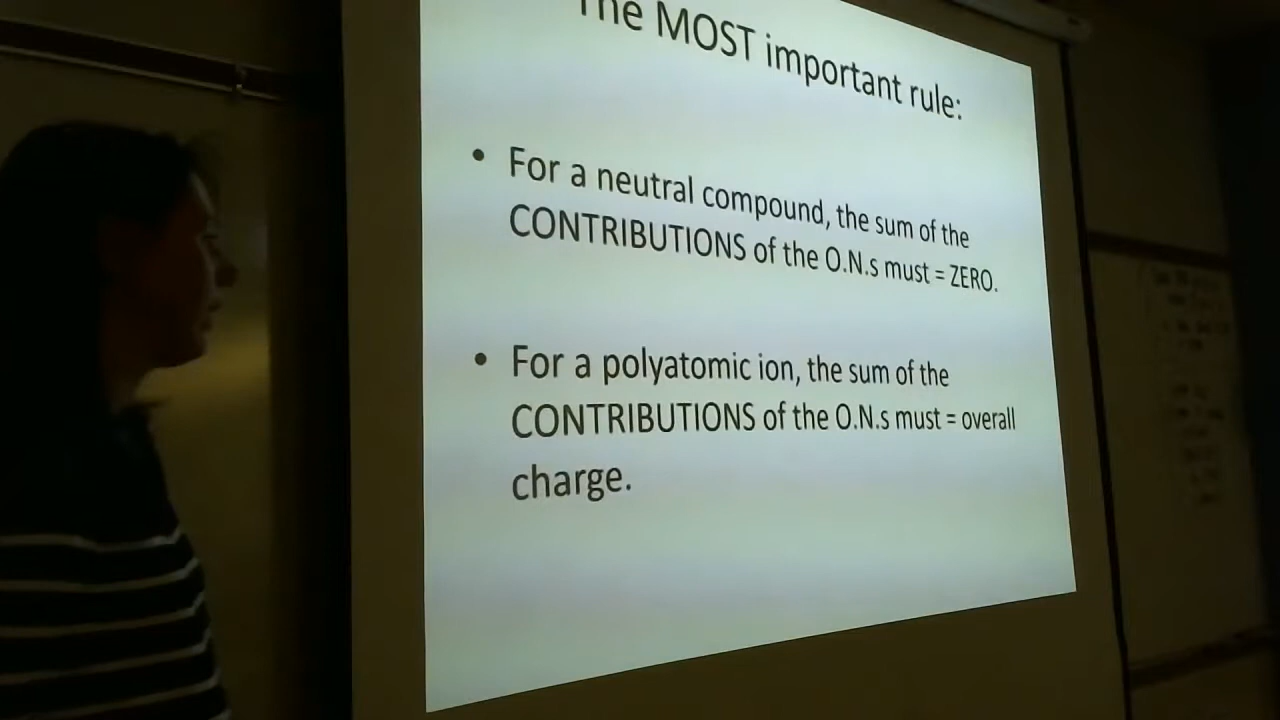 The MOST important rule:
• For a neutral compound, the sum of the
CONTRIBUTIONS of the O.N.s must = ZERO.
• For a polyatomic ion, the sum of the
CONTRIBUTIONS of the O.N.s must = overall
charge.